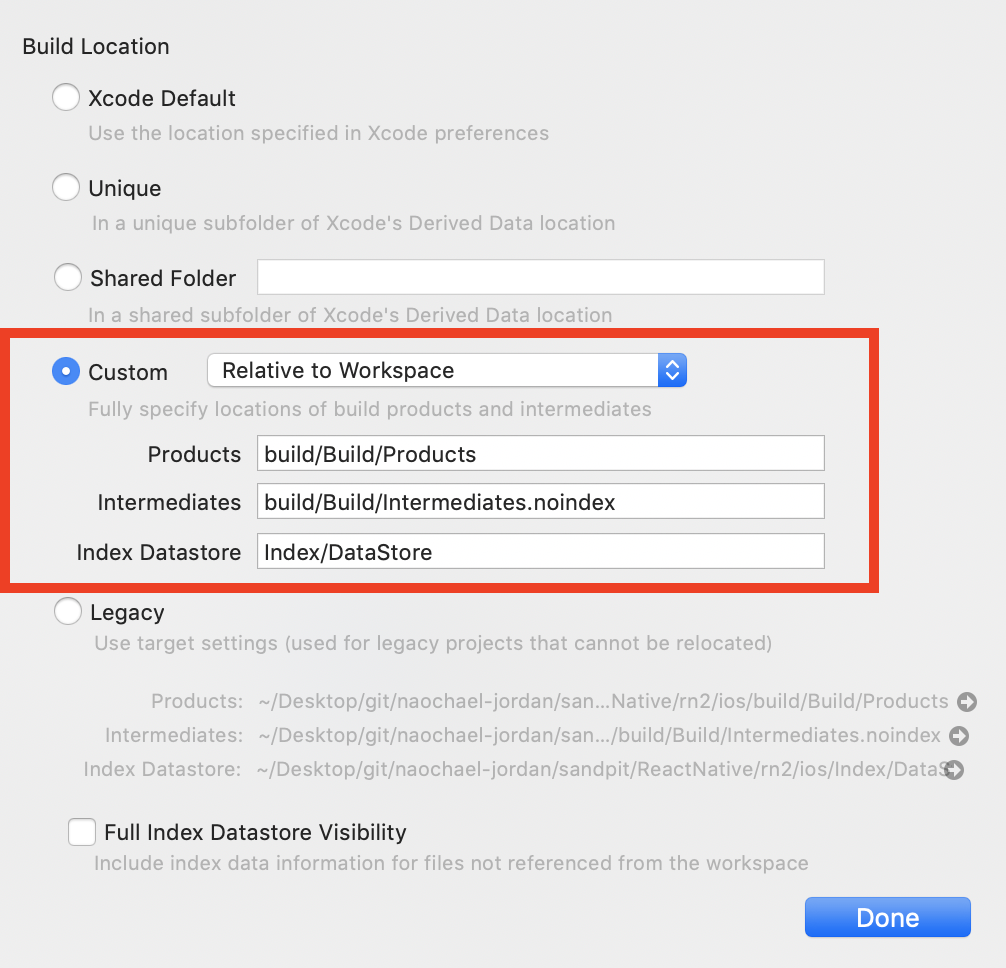 Build Location
Xcode Default
Use the location specified in Xcode preferences
Unique
In a unique subfolder of Xcode's Derived Data location
Shared Folder
In a shared subfolder of Xcode's Derived Data location
Custom Relative to Workspace
Fully specify locations of build products and intermediates
Products build/Build/Products
Intermediates build/Build/Intermediates.noindex
Index Datastore Index/DataStore
Legacy
Use target settings (used for legacy projects that cannot be relocated)
Products: ~/Desktop/git/naochael-jordan/san...Native/rn2/ios/build/Build/Products
Intermediates: ~/Desktop/git/naochael-jordan/san.../build/Build/Intermediates.noindex
Index Datastore: ~/Desktop/git/naochael-jordan/sandpit/ReactNative/rn2/ios/Index/DataS
Full Index Datastore Visibility
Include index data information for files not referenced from the workspace
Done